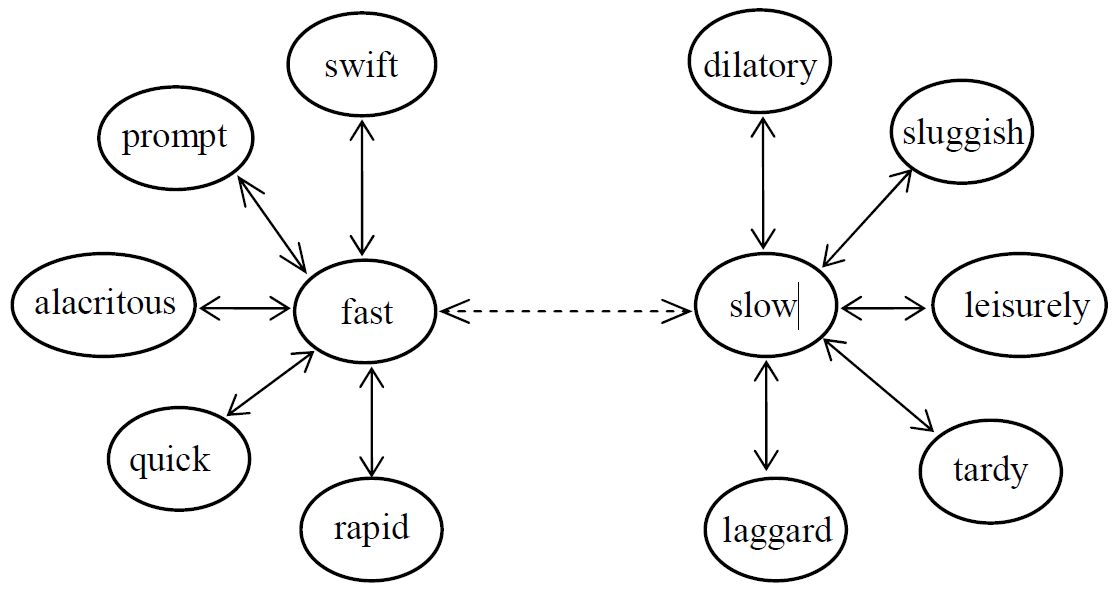 swift
dilatory
prompt
sluggish
alacritous
fast
slow
leisurely
quick
tardy
rapid
laggard